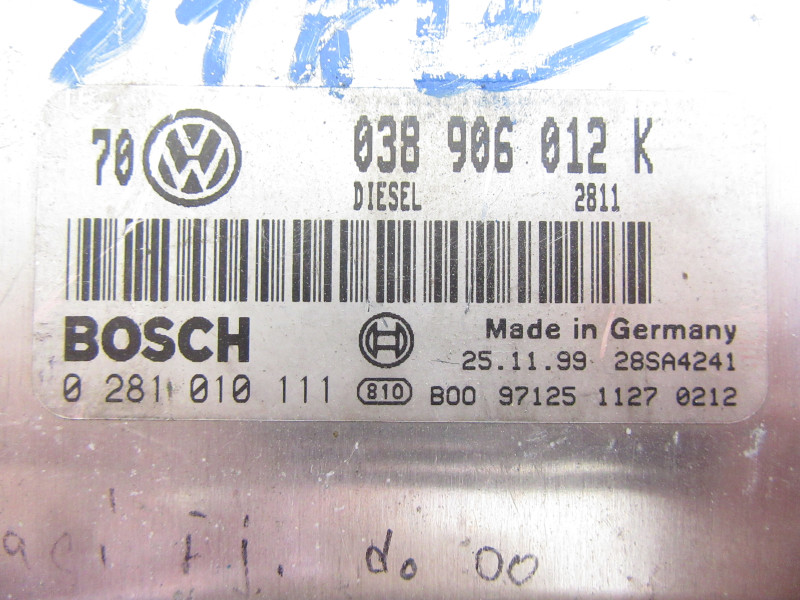 70 VW 038 906 012 K
DIESEL 2811
BOSCH Made in Germany
25.11.99 28SA4241
0 281 010 111 810 B00 97125 1127 0212
do 00